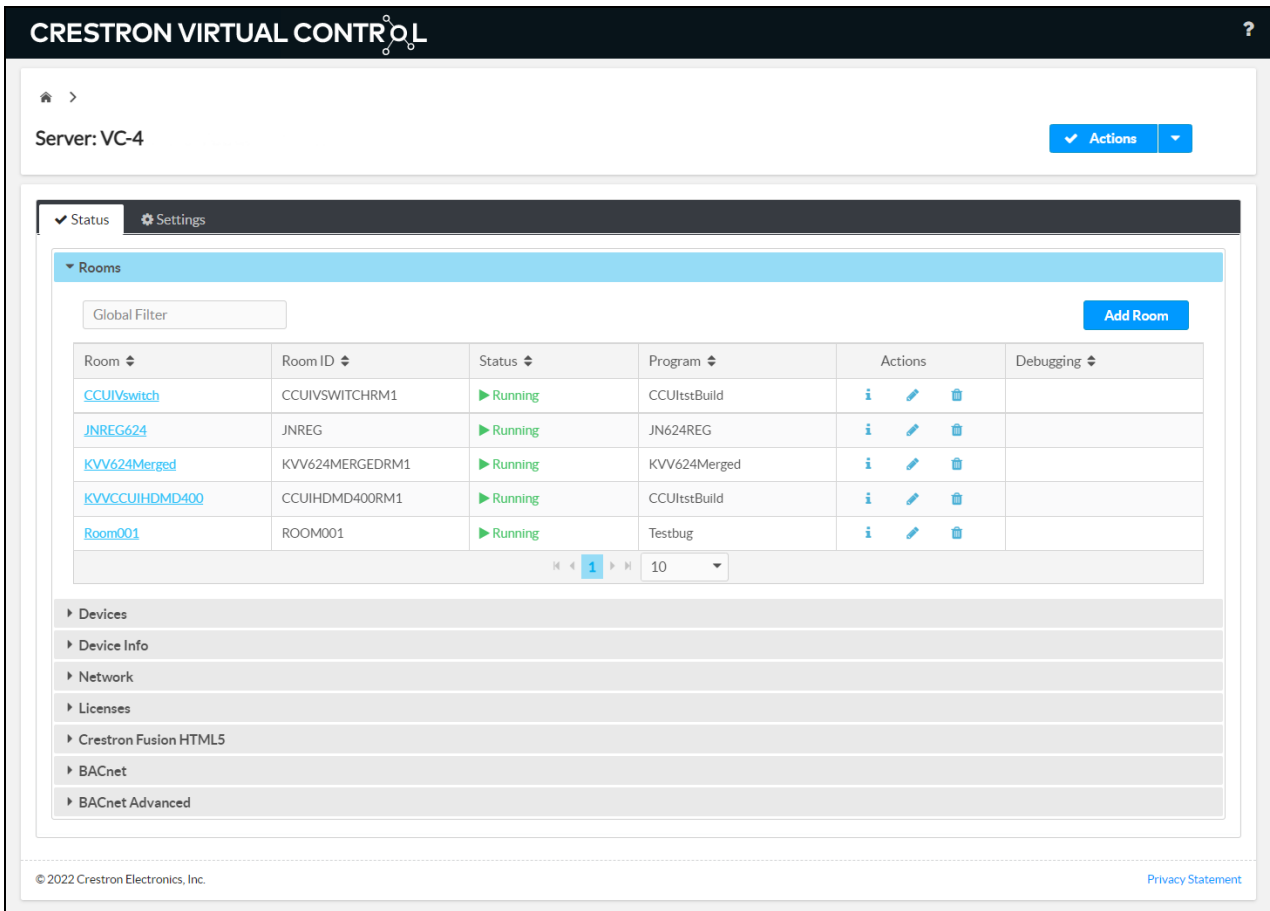 CRESTRON VIRTUAL CONTROL
?
Server: VC-4
Actions
Status Settings
Rooms
Global Filter Add Room
Room Room ID Status Program Actions Debugging
CCUIVswitch CCUIVSWITCHRM1 Running CCUItstBuild
JNREG624 JNREG Running JN624REG
KVV624Merged KVV624MERGEDRM1 Running KVV624Merged
KVVCCUIHDMD400 CCUIHDMD400RM1 Running CCUItstBuild
Room001 ROOM001 Running Testbug
1 10
Devices
Device Info
Network
Licenses
Crestron Fusion HTML5
BACnet
BACnet Advanced
© 2022 Crestron Electronics, Inc. Privacy Statement